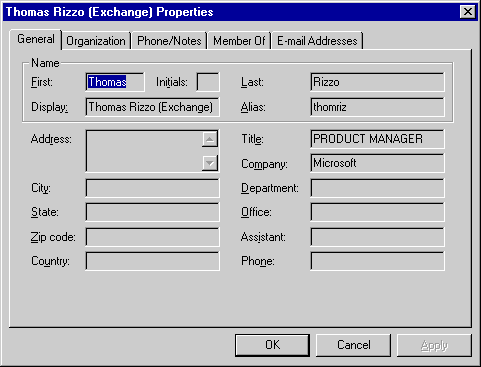 Thomas Rizzo (Exchange) Properties
General Organization Phone/Notes Member Of E-mail Addresses
Name
First: Thomas Initials: Last: Rizzo
Display: Thomas Rizzo (Exchange) Alias: thomriz
Address: Title: PRODUCT MANAGER
Company: Microsoft
City: Department:
State: Office:
Zip code: Assistant:
Country: Phone:
OK Cancel Apply